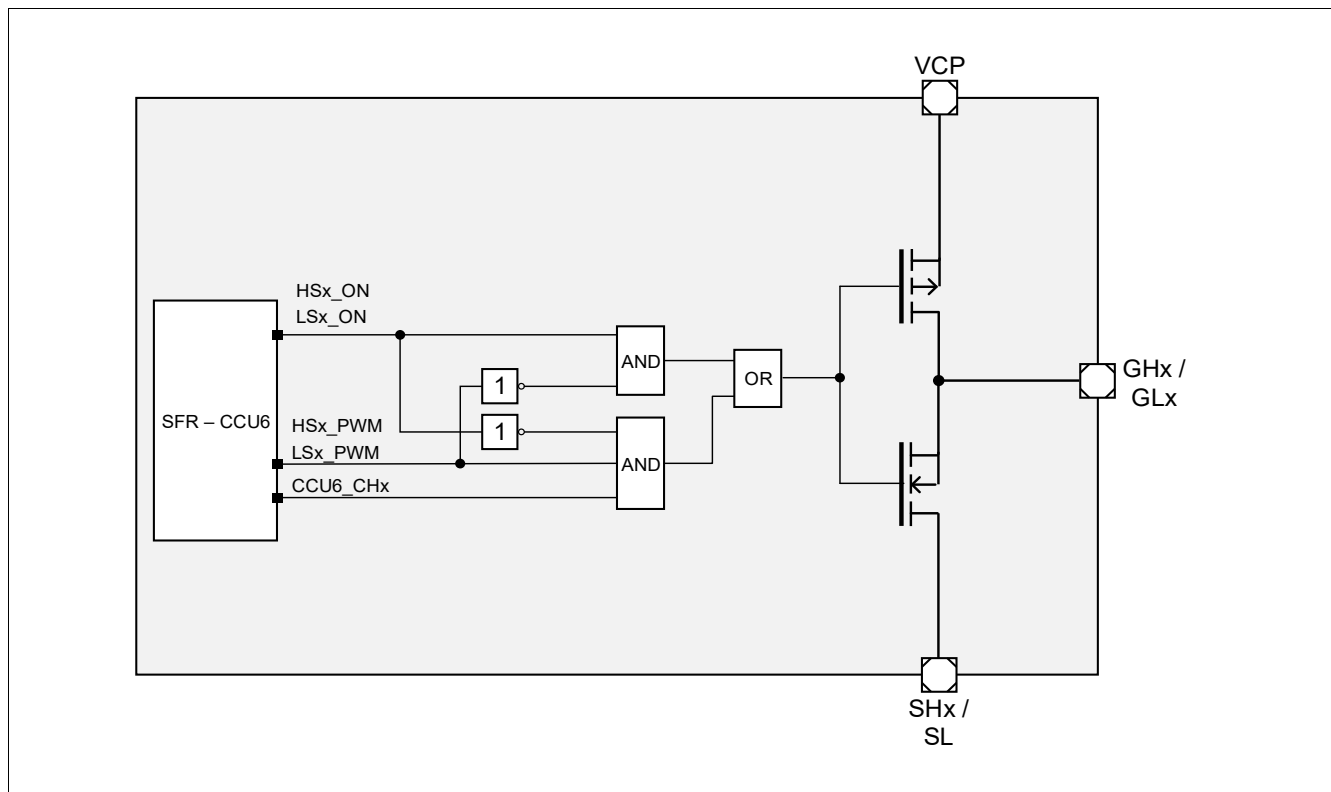 VCP
HSx_ON
LSx_ON
AND
1
OR
GHx /
GLx
SFR – CCU6
HSx_PWM
1
LSx_PWM
AND
CCU6_CHx
SHx /
SL